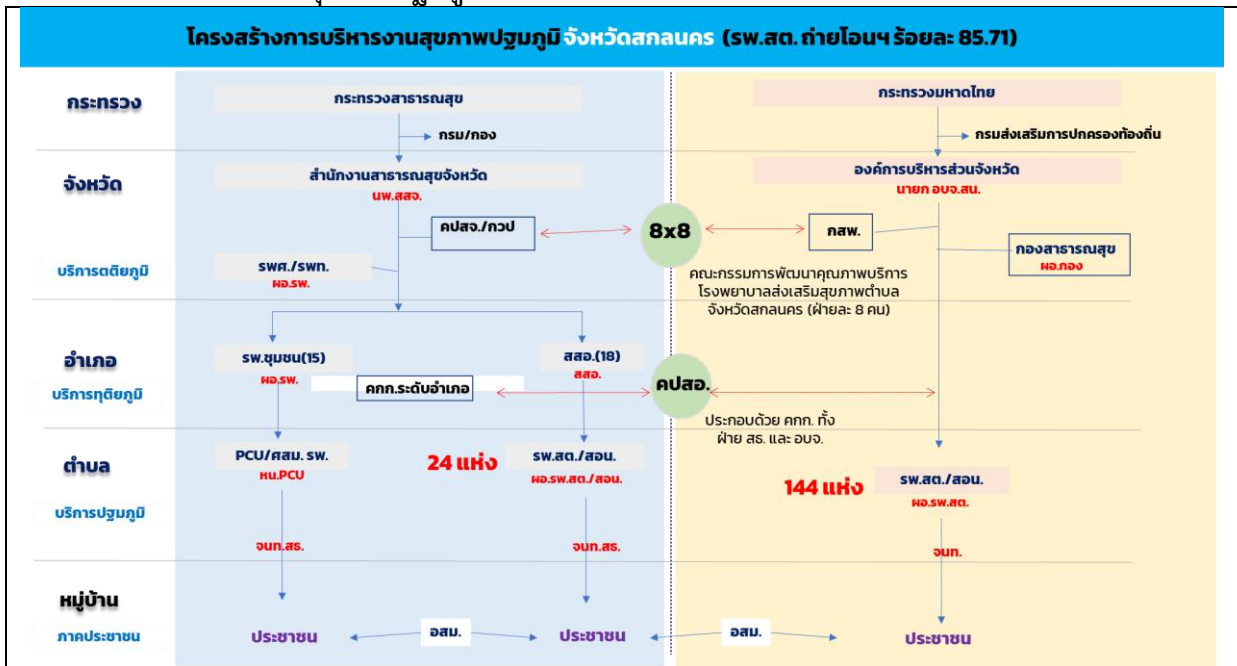 โครงสร้างการบริหารงานสุขภาพปฐมภูมิ จังหวัดสกลนคร (รพ.สต. ถ่ายโอนฯ ร้อยละ 85.71)
กระทรวง
กระทรวงสาธารณสุข
กระทรวงมหาดไทย
กรม/กอง
กรมส่งเสริมการปกครองท้องถิ่น
จังหวัด
สำนักงานสาธารณสุขจังหวัด
นพ.สสจ.
องค์การบริหารส่วนจังหวัด
นายก อบจ.สน.
คปสจ./กวป
8x8
กสพ.
กองสาธารณสุข
ผอ.กอง
บริการตติยภูมิ
รพศ./รพท.
ผอ.รพ.
คณะกรรมการพัฒนาคุณภาพบริการ
โรงพยาบาลส่งเสริมสุขภาพตำบล
จังหวัดสกลนคร (ฝ่ายละ 8 คน)
อำเภอ
รพ.ชุมชน(15)
ผอ.รพ.
สสอ.(18)
สสอ.
บริการทุติยภูมิ
คกก.ระดับอำเภอ
คปสอ.
ประกอบด้วย คกก. ทั้ง
ฝ่าย สธ. และ อบจ.
ตำบล
PCU/ศสม. รพ.
หน.PCU
24 แห่ง
รพ.สต./สอน.
ผอ.รพ.สต./สอน.
144 แห่ง
รพ.สต./สอน.
ผอ.รพ.สต.
บริการปฐมภูมิ
จนท.สธ.
จนท.สธ.
จนท.
หมู่บ้าน
ภาคประชาชน
ประชาชน
อสม.
ประชาชน
อสม.
ประชาชน